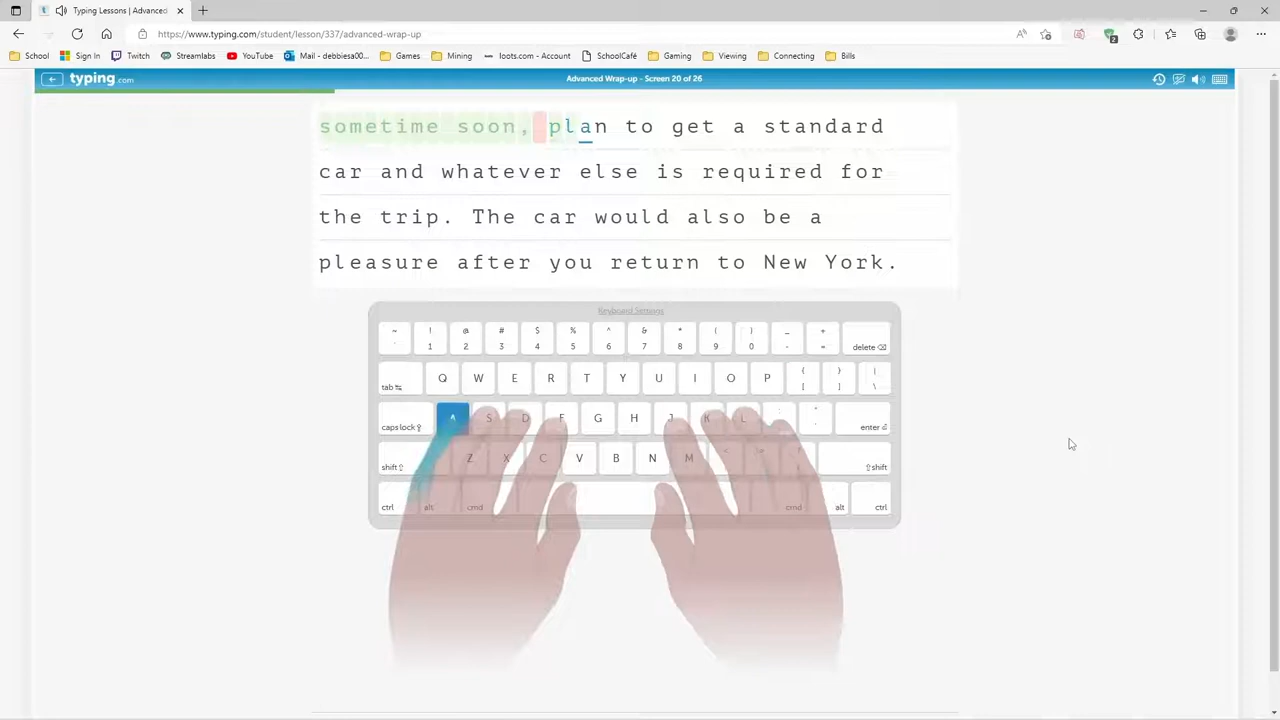 Typing Lessons | Advanced
https://www.typing.com/student/lesson/337/advanced-wrap-up
School Sign In Twitch Streamlabs YouTube Mail - debbiesa00... Games Mining loots.com - Account SchoolCafé Gaming Viewing Connecting Bills
typing.com Advanced Wrap-up - Screen 20 of 26
sometime soon, plan to get a standard
car and whatever else is required for
the trip. The car would also be a
pleasure after you return to New York.
Keyboard Settings
~ ! @ # $ % ^ & * ( ) _ +
` 1 2 3 4 5 6 7 8 9 0 - = delete
tab Q W E R T Y U I O P { [ } ] | \
caps lock A S D F G H J K L : ; " ' enter
shift Z X C V B N M < > shift
ctrl alt cmd cmd alt ctrl